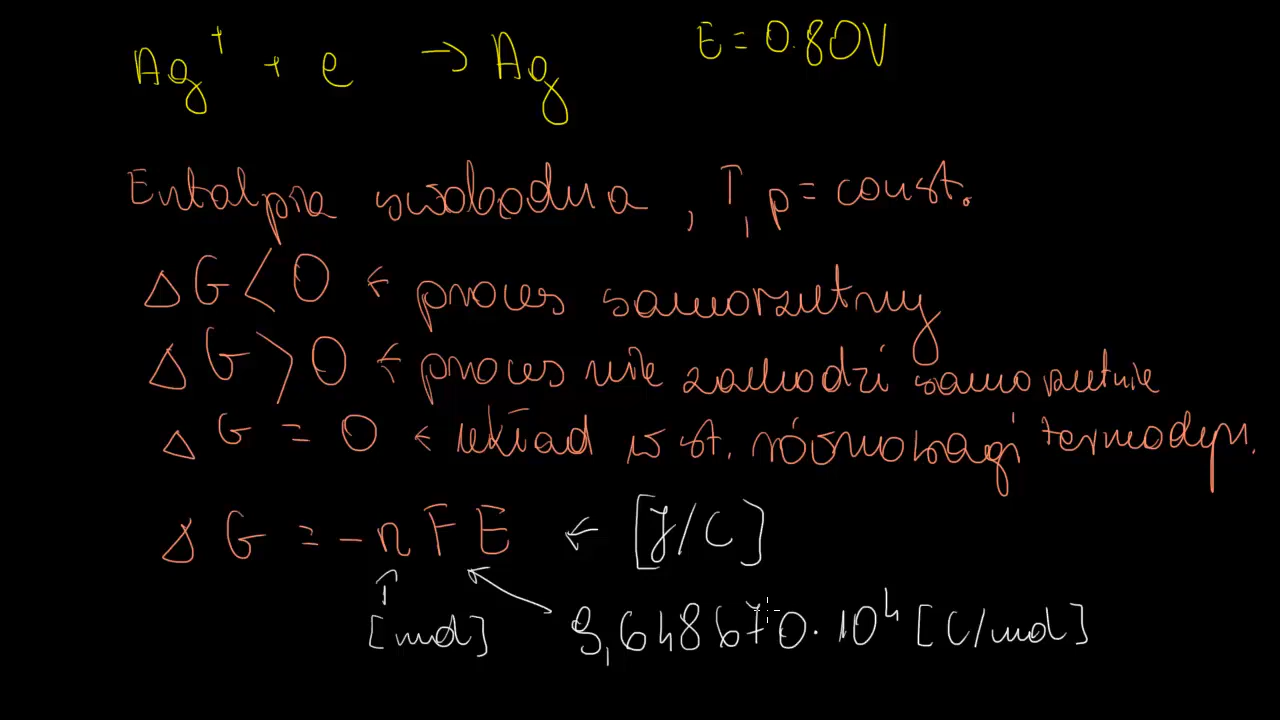 Ag⁺ + e → Ag E = 0.80V
Entalpia swobodna, T, p = const.
ΔG < 0 ← proces samorzutny
ΔG > 0 ← proces nie zachodzi samorzutnie
ΔG = 0 ← układ w st. równowagi termodyn.
ΔG = -nFE ← [J/C]
↑ [mol] 9,648670·10⁴ [C/mol]